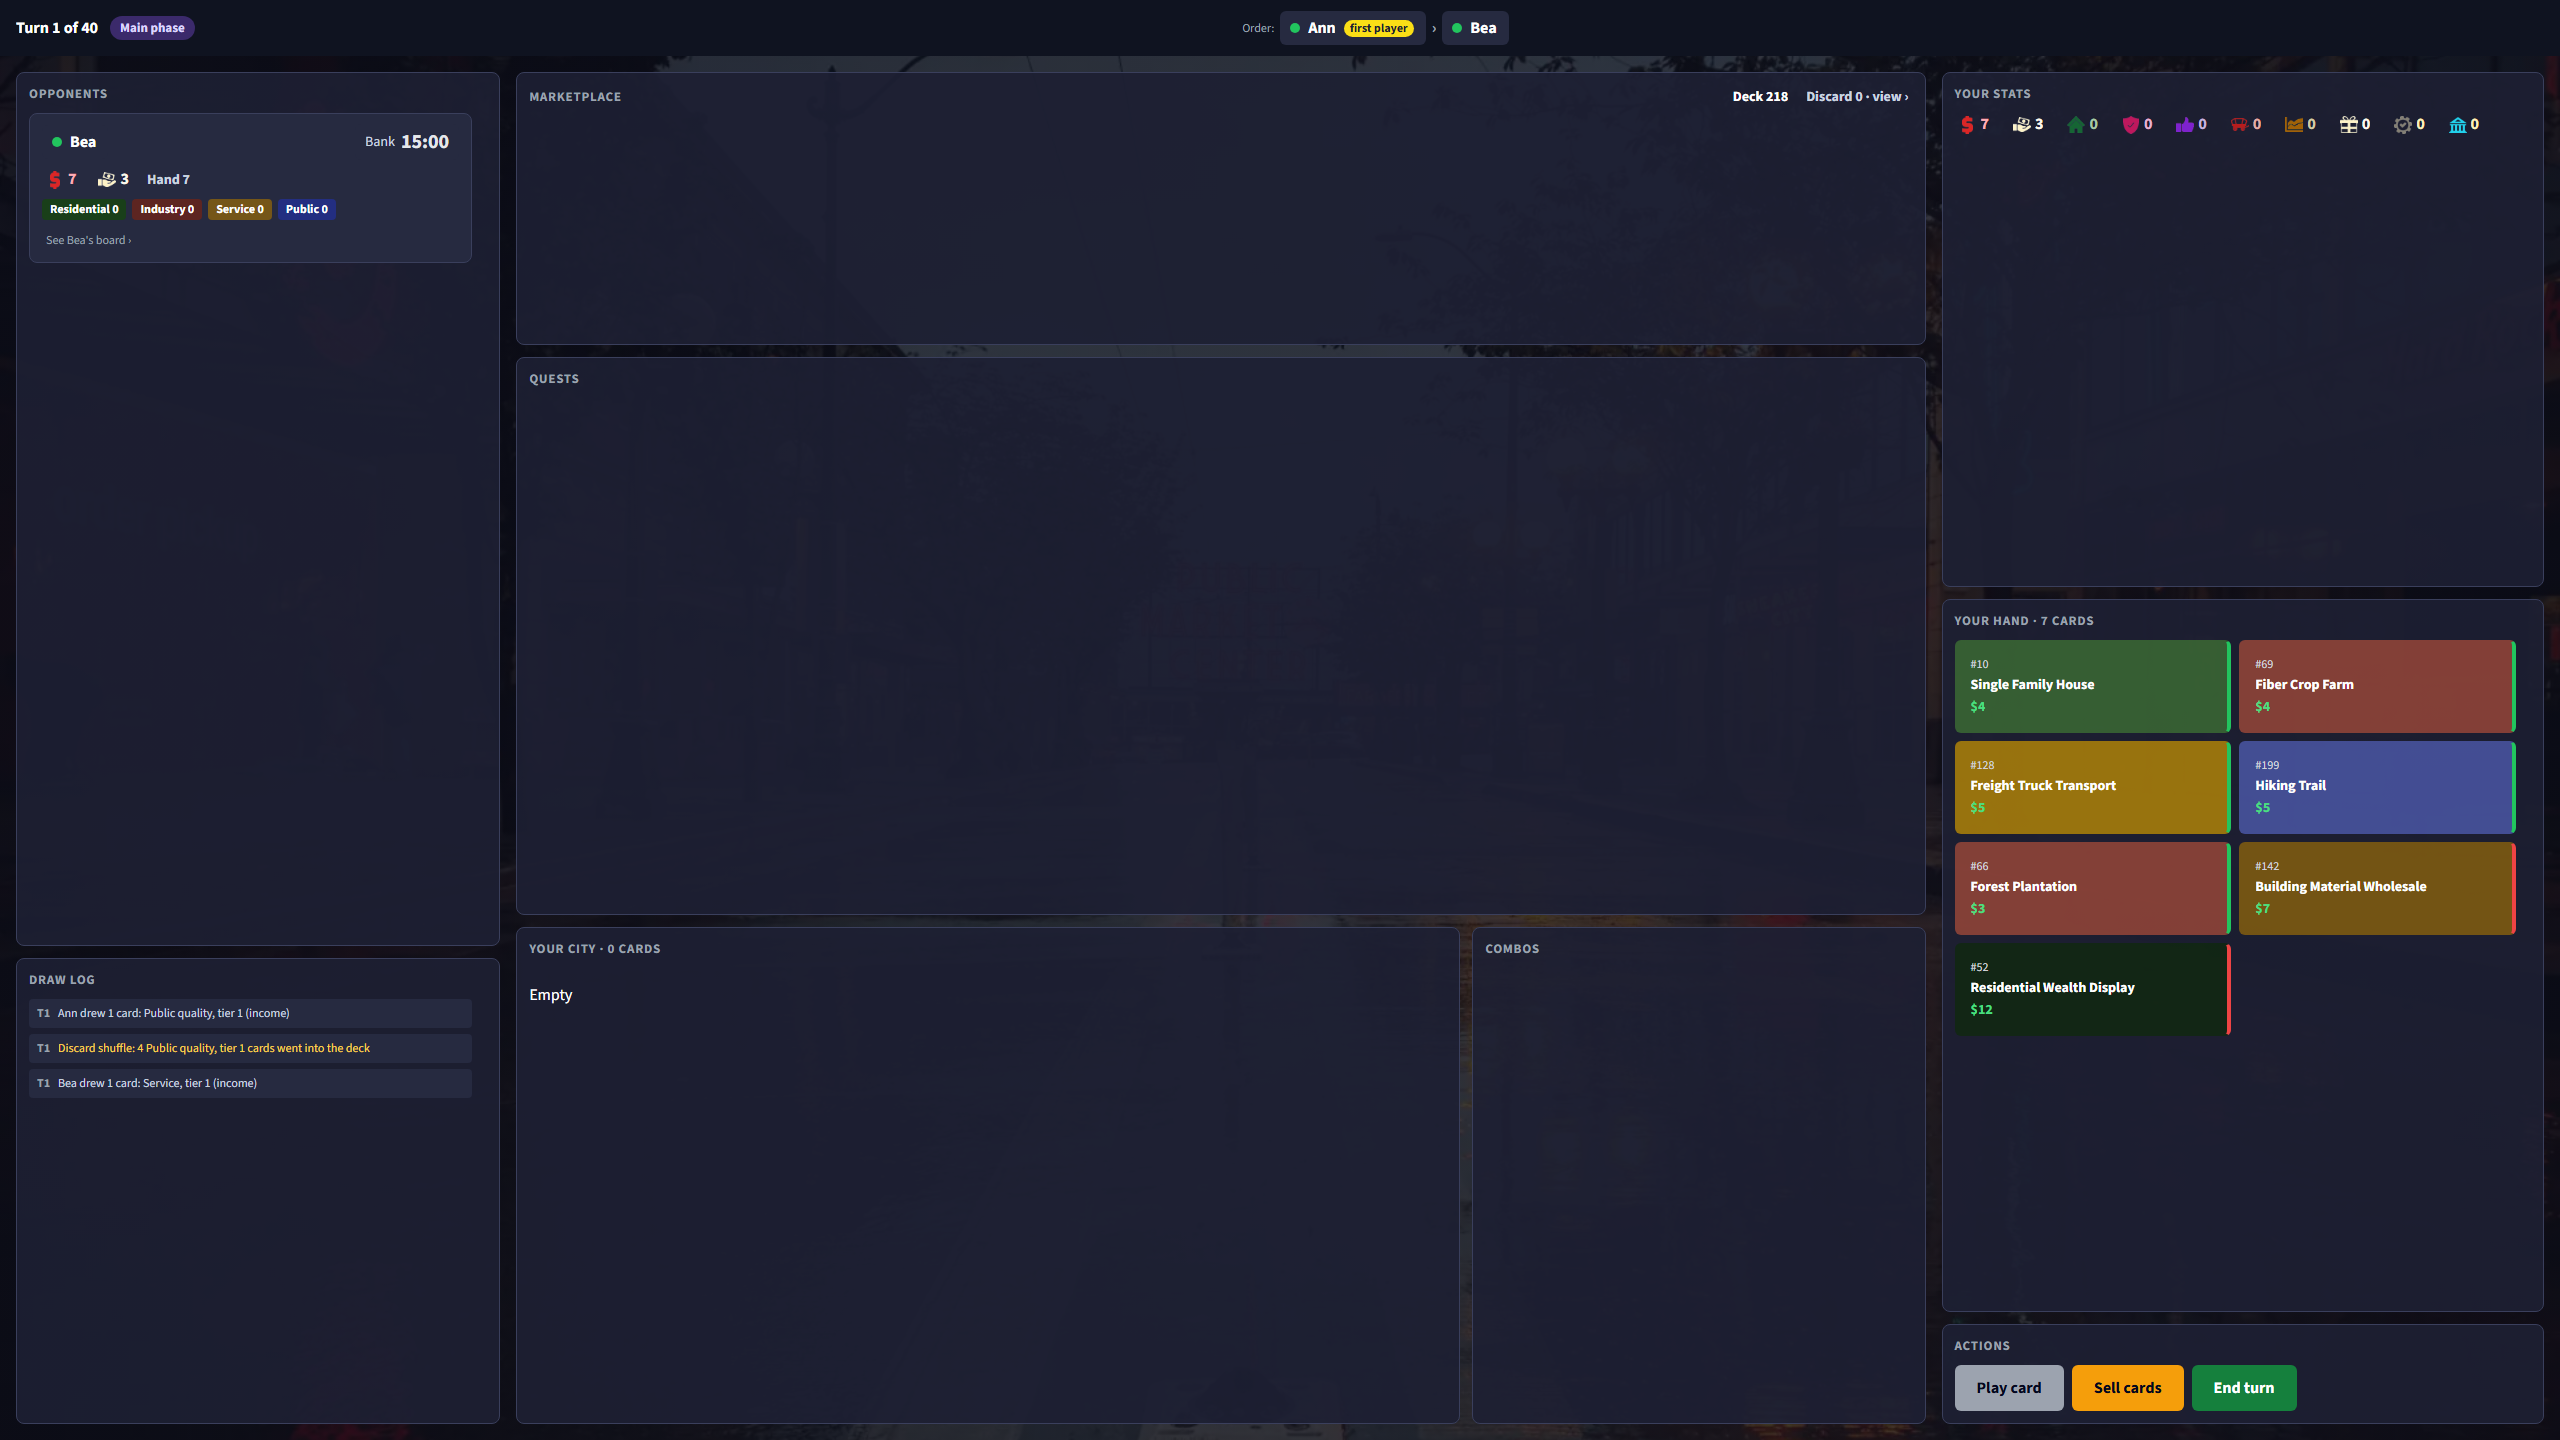 Turn 1 of 40 Main phase
Order: Ann first player › Bea
OPPONENTS
Bea Bank 15:00
7 3 Hand 7
Residential 0 Industry 0 Service 0 Public 0
See Bea's board ›
DRAW LOG
T1 Ann drew 1 card: Public quality, tier 1 (income)
T1 Discard shuffle: 4 Public quality, tier 1 cards went into the deck
T1 Bea drew 1 card: Service, tier 1 (income)
MARKETPLACE Deck 218 Discard 0 · view ›
QUESTS
YOUR CITY · 0 CARDS
Empty
COMBOS
YOUR STATS
7 3 0 0 0 0 0 0 0 0
YOUR HAND · 7 CARDS
#10
Single Family House
$4
#69
Fiber Crop Farm
$4
#128
Freight Truck Transport
$5
#199
Hiking Trail
$5
#66
Forest Plantation
$3
#142
Building Material Wholesale
$7
#52
Residential Wealth Display
$12
ACTIONS
Play card Sell cards End turn